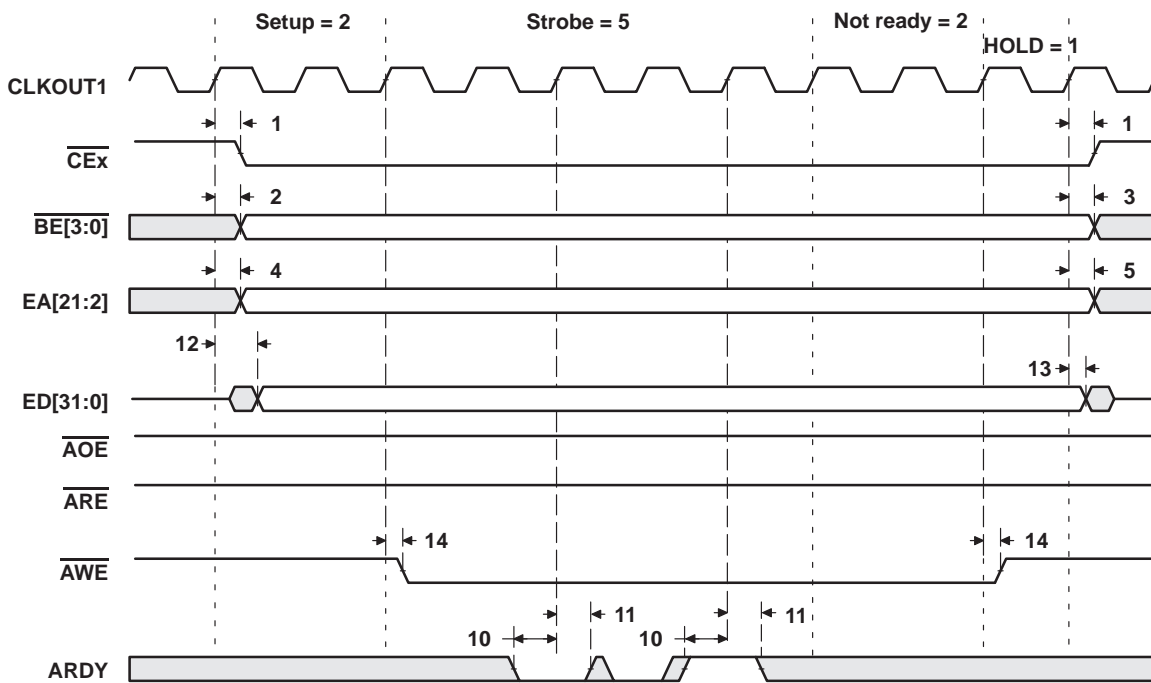 Setup = 2 Strobe = 5 Not ready = 2
HOLD = 1
CLKOUT1
1 1
CEx
2 3
BE[3:0]
4 5
EA[21:2]
12
13
ED[31:0]
AOE
ARE
14 14
AWE
11 11
10 10
ARDY